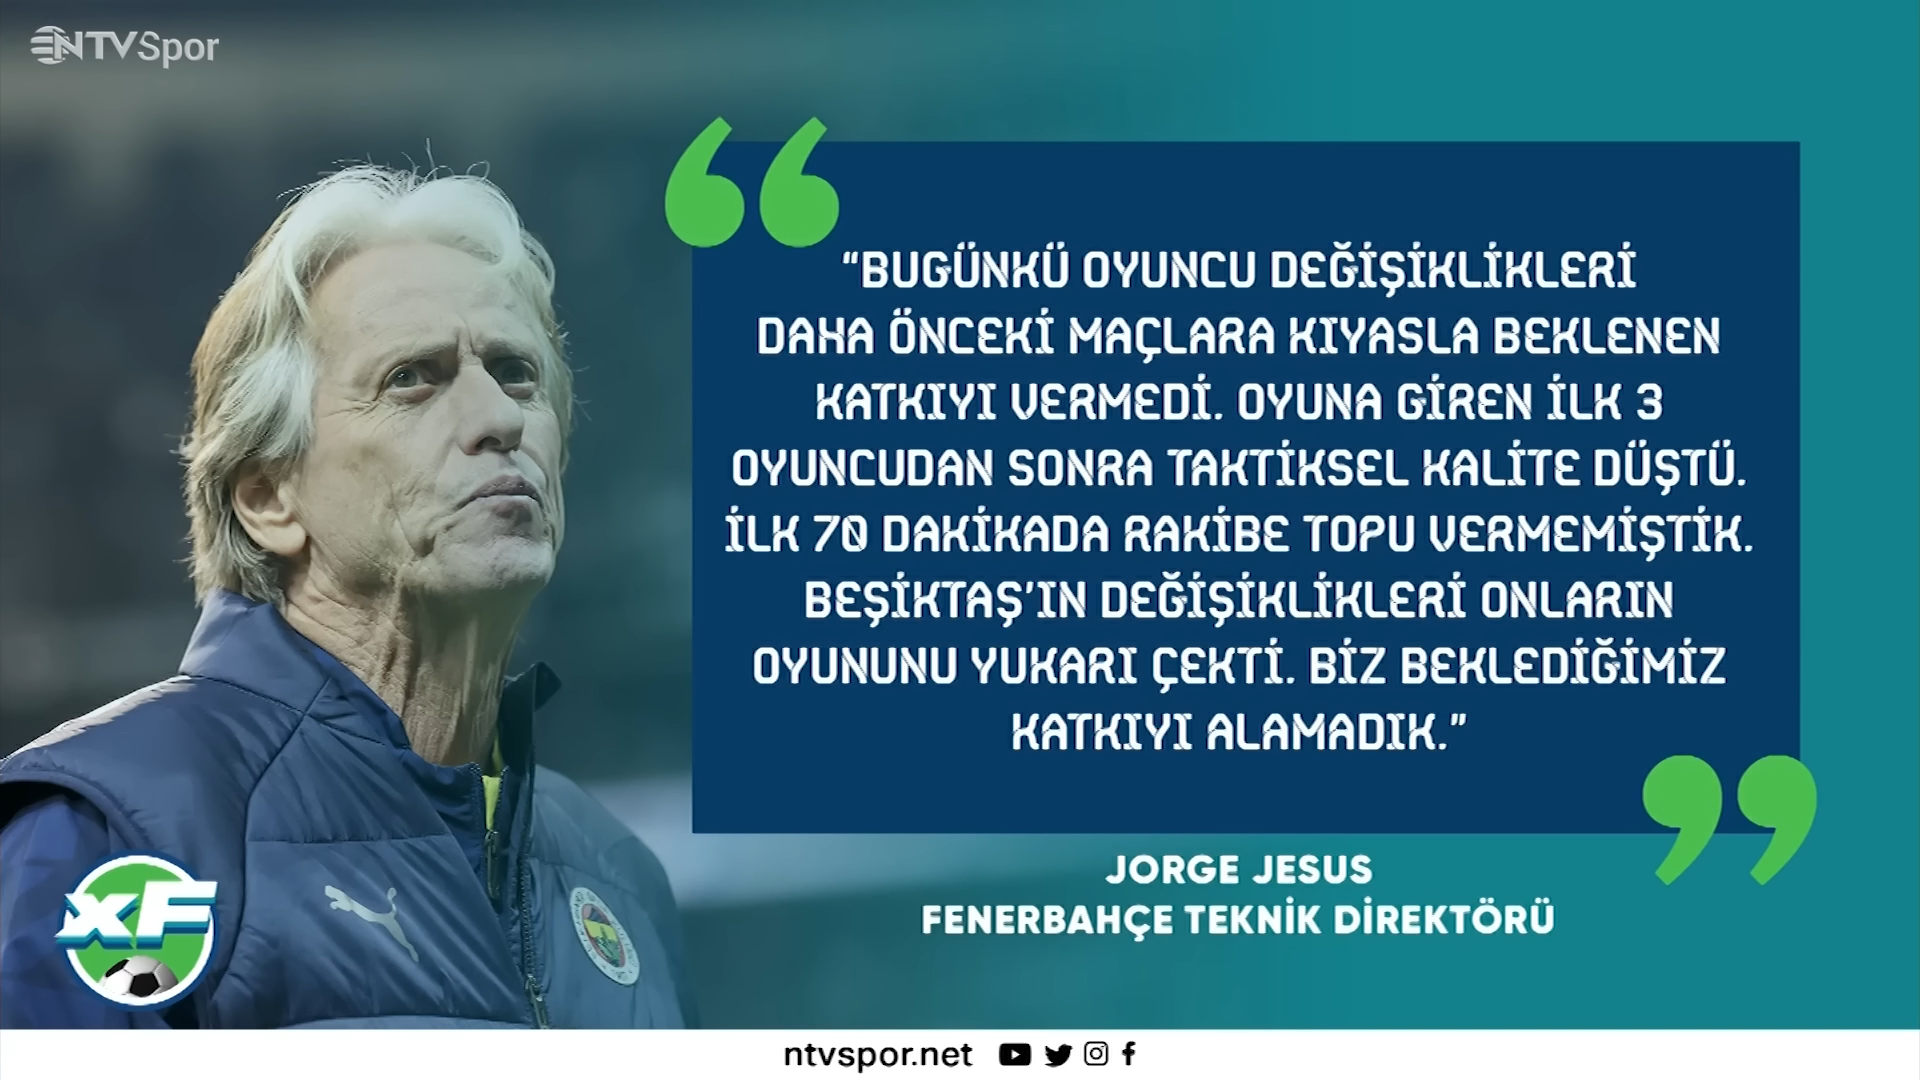 NTVSpor
"BUGÜNKÜ OYUNCU DEĞİŞİKLİKLERİ
DAHA ÖNCEKİ MAÇLARA KIYASLA BEKLENEN
KATKIYI VERMEDİ. OYUNA GİREN İLK 3
OYUNCUDAN SONRA TAKTİKSEL KALİTE DÜŞTÜ.
İLK 70 DAKİKADA RAKİBE TOPU VERMEMİŞTİK.
BEŞİKTAŞ'IN DEĞİŞİKLİKLERİ ONLARIN
OYUNUNU YUKARI ÇEKTİ. BİZ BEKLEDİĞİMİZ
KATKIYI ALAMADIK."
JORGE JESUS
FENERBAHÇE TEKNİK DİREKTÖRÜ
XF
ntvspor.net